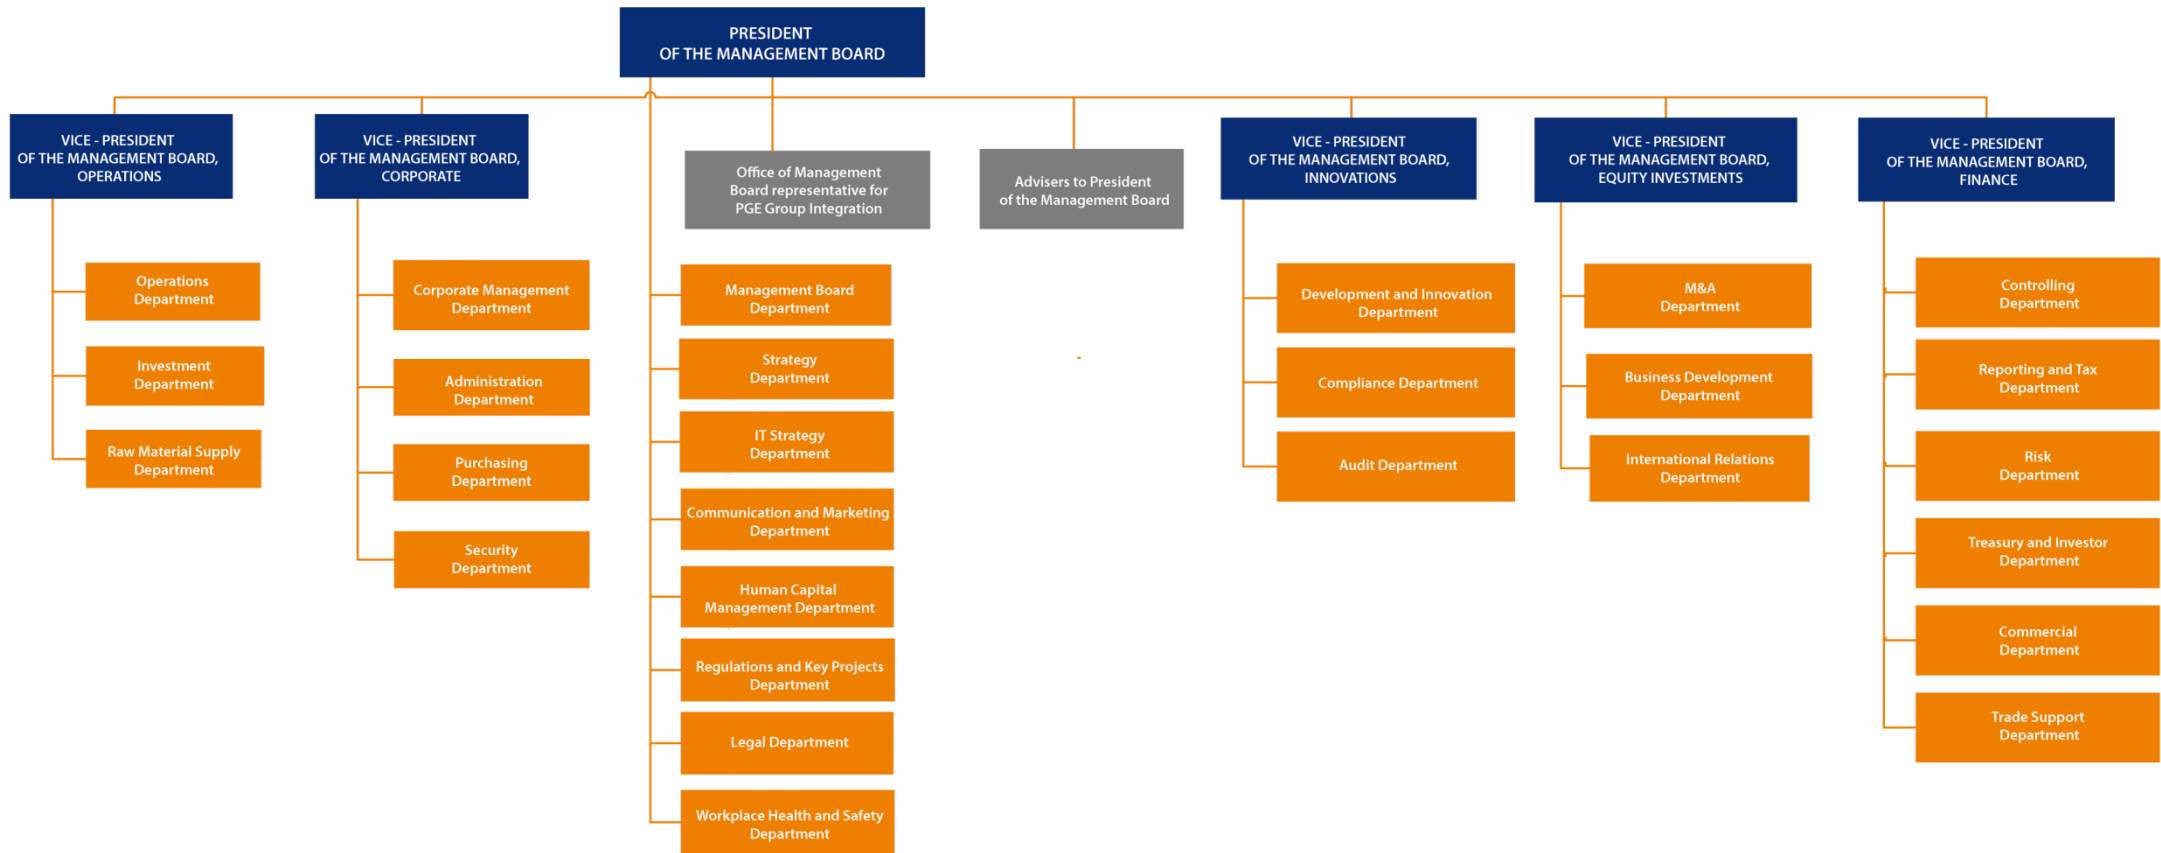 PRESIDENT
OF THE MANAGEMENT BOARD
VICE - PRESIDENT
OF THE MANAGEMENT BOARD,
OPERATIONS
Operations
Department
Investment
Department
Raw Material Supply
Department
VICE - PRESIDENT
OF THE MANAGEMENT BOARD,
CORPORATE
Corporate Management
Department
Administration
Department
Purchasing
Department
Security
Department
Office of Management
Board representative for
PGE Group Integration
Management Board
Department
Strategy
Department
IT Strategy
Department
Communication and Marketing
Department
Human Capital
Management Department
Regulations and Key Projects
Department
Legal Department
Workplace Health and Safety
Department
Advisers to President
of the Management Board
-
VICE - PRESIDENT
OF THE MANAGEMENT BOARD,
INNOVATIONS
Development and Innovation
Department
Compliance Department
Audit Department
VICE - PRESIDENT
OF THE MANAGEMENT BOARD,
EQUITY INVESTMENTS
M&A
Department
Business Development
Department
International Relations
Department
VICE - PRESIDENT
OF THE MANAGEMENT BOARD,
FINANCE
Controlling
Department
Reporting and Tax
Department
Risk
Department
Treasury and Investor
Department
Commercial
Department
Trade Support
Department